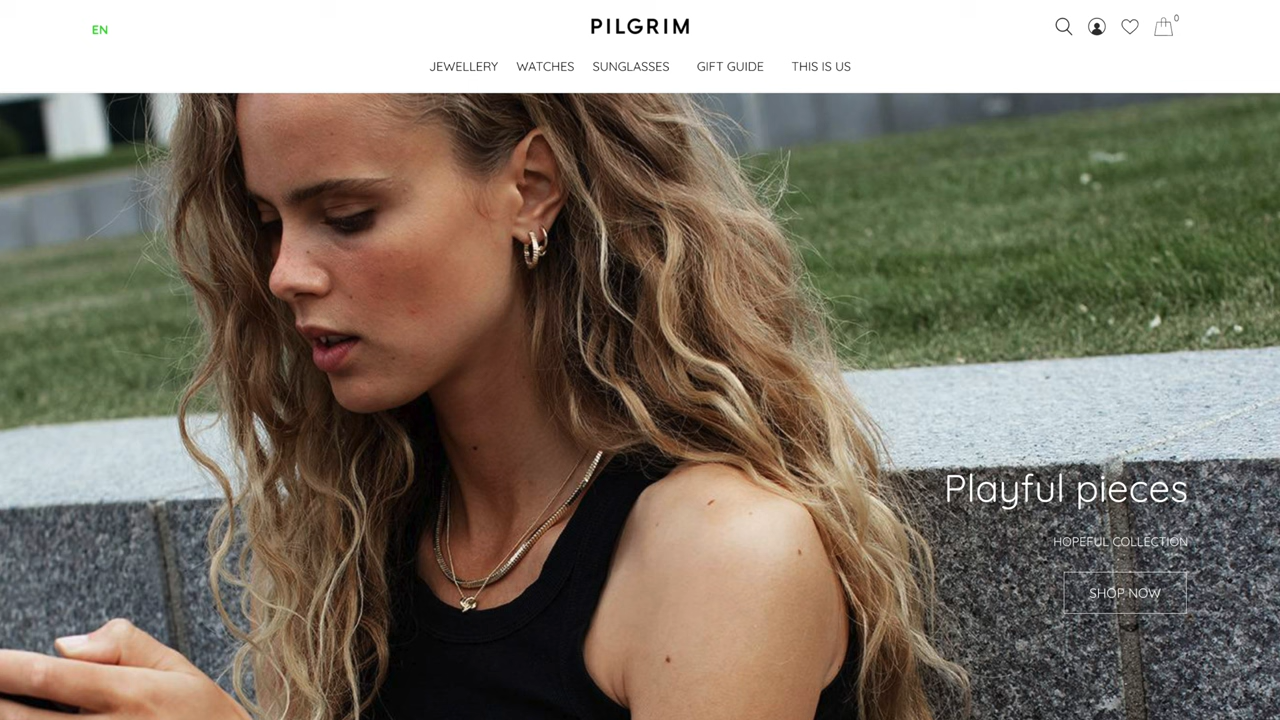 EN
PILGRIM
0
JEWELLERY WATCHES SUNGLASSES GIFT GUIDE THIS IS US
Playful pieces
HOPEFUL COLLECTION
SHOP NOW